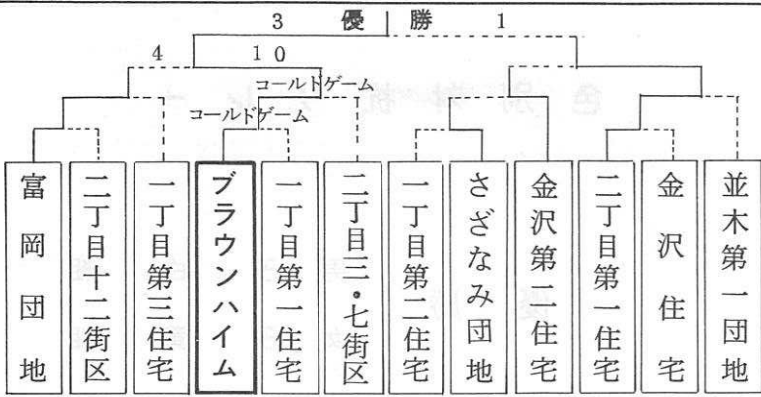 3 優勝 1
4 10
コールドゲーム
コールドゲーム
富岡団地
二丁目十二街区
一丁目第三住宅
ブラウンハイム
一丁目第一住宅
二丁目三・七街区
一丁目第二住宅
さざなみ団地
金沢第二住宅
二丁目第一住宅
金沢住宅
並木第一団地